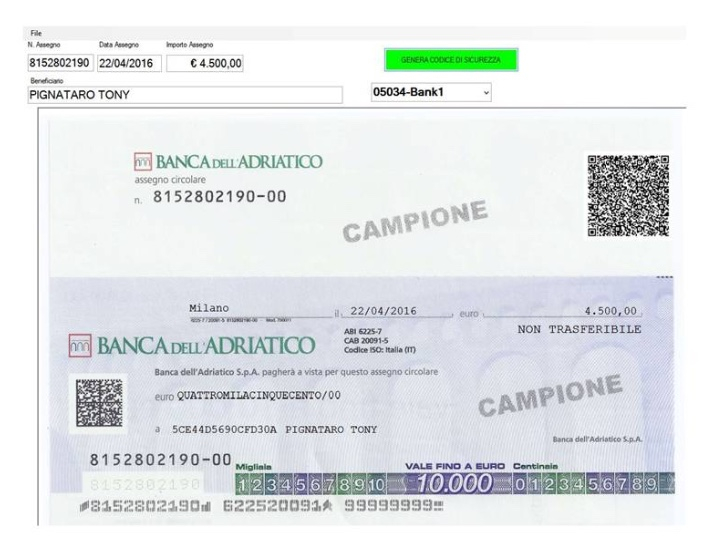 File
N. Assegno Data Assegno Importo Assegno
8152802190 22/04/2016 € 4.500,00
GENERA CODICE DI SICUREZZA
Beneficiario
PIGNATARO TONY
05034-Bank1
BANCA DELL'ADRIATICO
assegno circolare
n. 8152802190-00
CAMPIONE
Milano il 22/04/2016 euro 4.500,00
ABI 6225-7
NON TRASFERIBILE
CAB 20091-5
BANCA DELL'ADRIATICO
Codice ISO: Italia (IT)
Banca dell'Adriatico S.p.A. pagherà a vista per questo assegno circolare
euro QUATTROMILACINQUECENTO/00
CAMPIONE
a 5CE44D5690CFD30A PIGNATARO TONY
Banca dell'Adriatico S.p.A.
8152802190-00
Migliaia VALE FINO A EURO Centinaia
8152802190 1 2 3 4 5 6 7 8 9 10 10.000 0 1 2 3 4 5 6 7 8 9
8152802190 622520091 99999999